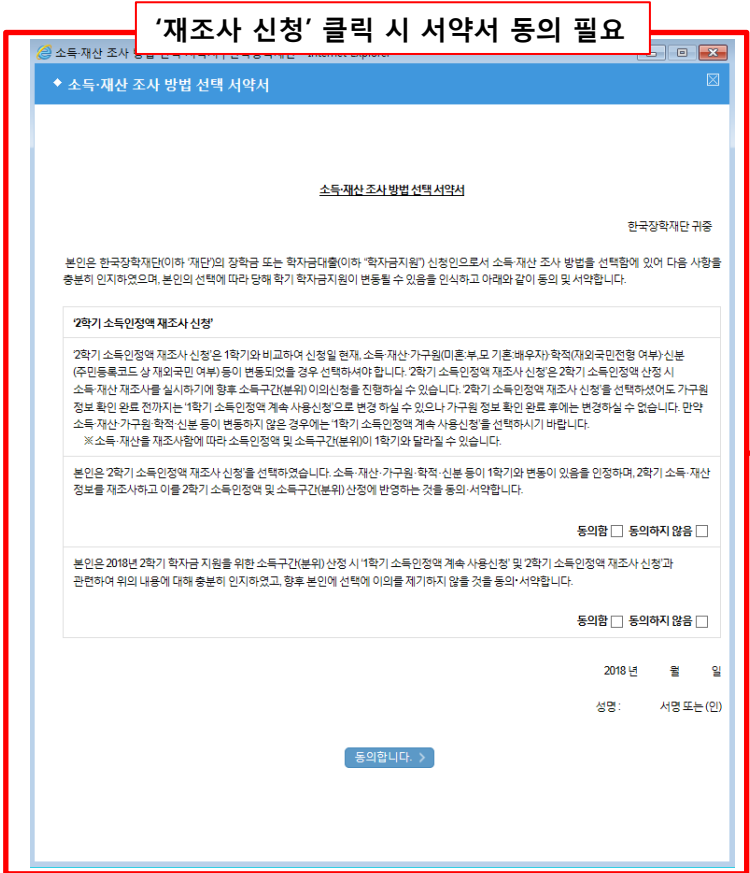 ‘재조사 신청’ 클릭 시 서약서 동의 필요
소득·재산 조사
소득·재산 조사 방법 선택 서약서
소득·재산 조사 방법 선택 서약서
한국장학재단 귀중
본인은 한국장학재단(이하 ‘재단’)의 장학금 또는 학자금대출(이하 “학자금지원”) 신청인으로서 소득·재산 조사 방법을 선택함에 있어 다음 사항을
충분히 인지하였으며, 본인의 선택에 따라 당해 학기 학자금지원이 변동될 수 있음을 인식하고 아래와 같이 동의 및 서약합니다.
‘2학기 소득인정액 재조사 신청’
‘2학기 소득인정액 재조사 신청’은 1학기와 비교하여 신청일 현재, 소득·재산·가구원(미혼:부,모 기혼:배우자)·학적(재외국민전형 여부)·신분
(주민등록코드 상 재외국민 여부) 등이 변동되었을 경우 선택하셔야 합니다. ‘2학기 소득인정액 재조사 신청’은 2학기 소득인정액 산정 시
소득·재산 재조사를 실시하기에 향후 소득구간(분위) 이의신청을 진행하실 수 있습니다. ‘2학기 소득인정액 재조사 신청’을 선택하셨어도 가구원
정보 확인 완료 전까지는 ‘1학기 소득인정액 계속 사용신청’으로 변경 하실 수 있으나 가구원 정보 확인 완료 후에는 변경하실 수 없습니다. 만약
소득·재산·가구원·학적·신분 등이 변동하지 않은 경우에는 ‘1학기 소득인정액 계속 사용신청’을 선택하시기 바랍니다.
※ 소득·재산을 재조사함에 따라 소득인정액 및 소득구간(분위)이 1학기와 달라질 수 있습니다.
본인은 ‘2학기 소득인정액 재조사 신청’을 선택하였습니다. 소득·재산·가구원·학적·신분 등이 1학기와 변동이 있음을 인정하며, 2학기 소득·재산
정보를 재조사하고 이를 2학기 소득인정액 및 소득구간(분위) 산정에 반영하는 것을 동의·서약합니다.
동의함 □ 동의하지 않음 □
본인은 2018년 2학기 학자금 지원을 위한 소득구간(분위) 산정 시 ‘1학기 소득인정액 계속 사용신청’ 및 ‘2학기 소득인정액 재조사 신청’과
관련하여 위의 내용에 대해 충분히 인지하였고, 향후 본인에 선택에 이의를 제기하지 않을 것을 동의·서약합니다.
동의함 □ 동의하지 않음 □
2018 년 월 일
성명 : 서명 또는 (인)
동의합니다. >